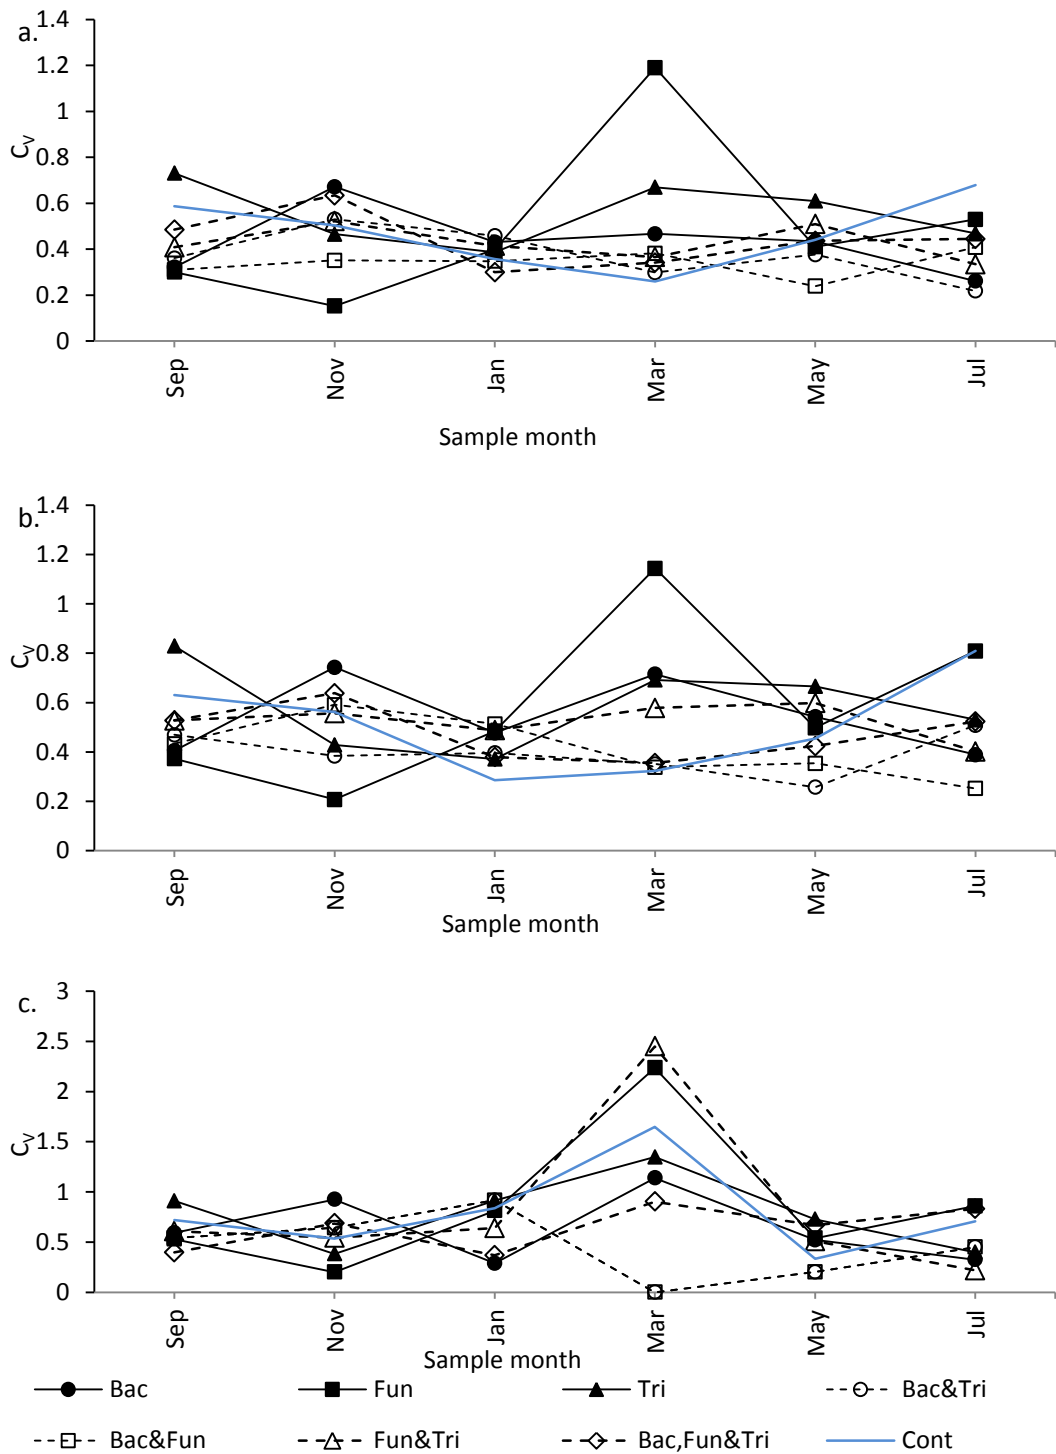 a.
1.4
1.2
1
0.8
0.6
0.4
0.2
0
Cv
Sep
Nov
Jan
Mar
May
Jul
Sample month
b.
1.4
1.2
1
0.8
0.6
0.4
0.2
0
Cv
Sep
Nov
Jan
Mar
May
Jul
Sample month
c.
3
2.5
2
1.5
1
0.5
0
Cv
Sep
Nov
Jan
Mar
May
Jul
Sample month
Bac Fun Tri Bac&Tri
Bac&Fun Fun&Tri Bac,Fun&Tri Cont